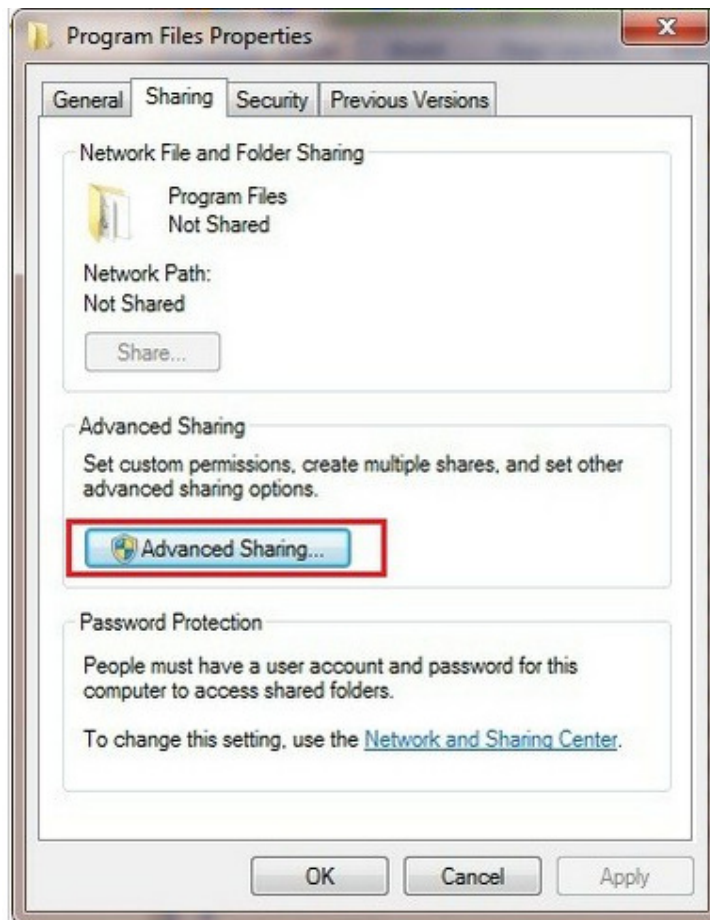 Program Files Properties
General Sharing Security Previous Versions
Network File and Folder Sharing
Program Files
Not Shared
Network Path:
Not Shared
Share...
Advanced Sharing
Set custom permissions, create multiple shares, and set other
advanced sharing options.
Advanced Sharing...
Password Protection
People must have a user account and password for this
computer to access shared folders.
To change this setting, use the Network and Sharing Center.
OK Cancel Apply